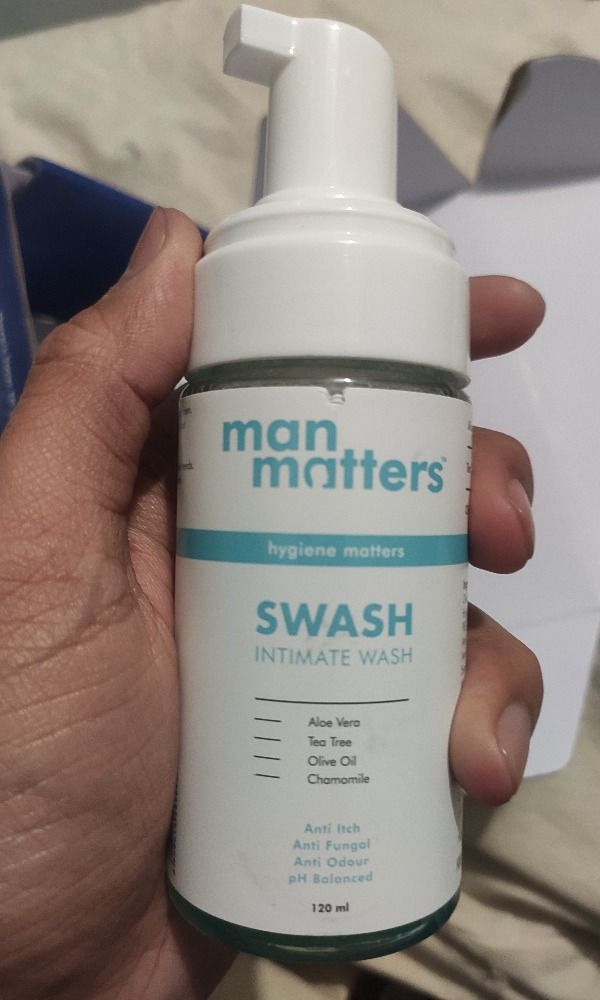 man
matters™
hygiene matters
SWASH
INTIMATE WASH
Aloe Vera
Tea Tree
Olive Oil
Chamomile
Anti Itch
Anti Fungal
Anti Odour
pH Balanced
120 ml